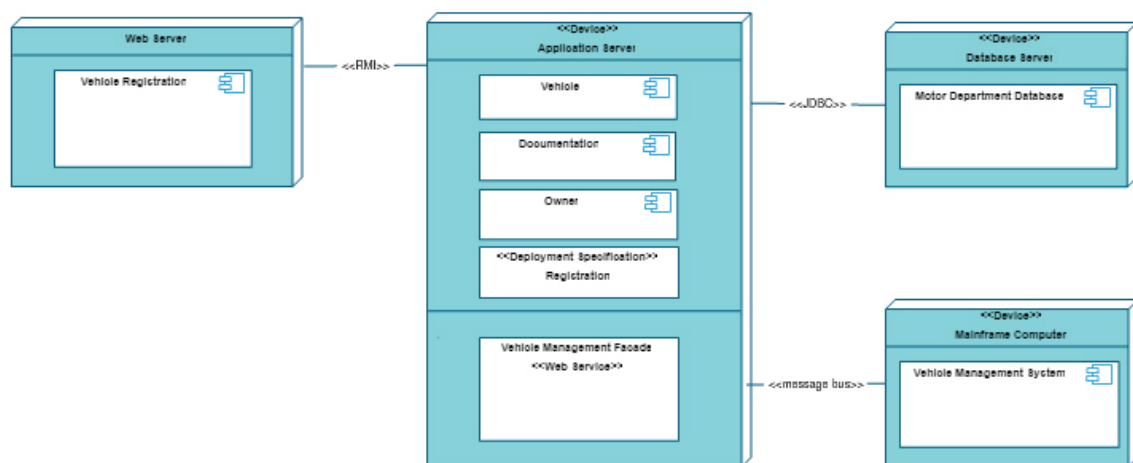 Web Server
Vehicle Registration
<<RMI>>
<<Device>>
Application Server
Vehicle
Documentation
Owner
<<Deployment Specification>>
Registration
Vehicle Management Facade
<<Web Service>>
<<JDBC>>
<<Device>>
Database Server
Motor Department Database
<<message bus>>
<<Device>>
Mainframe Computer
Vehicle Management System